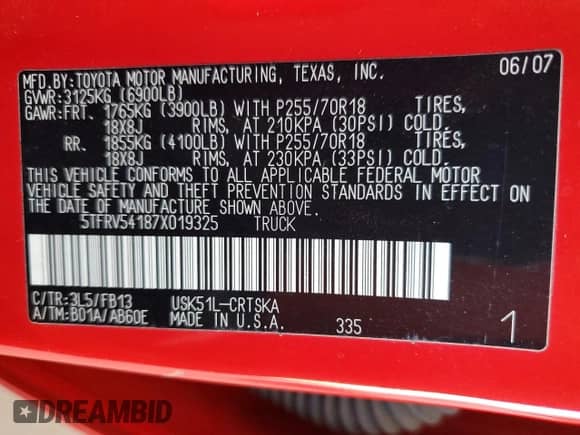 MFD.BY:TOYOTA MOTOR MANUFACTURING, TEXAS, INC. 06/07
GVWR:3125KG (6900LB)
GAWR:FRT. 1765KG (3900LB) WITH P255/70R18 TIRES,
18X8J RIMS, AT 210KPA (30PSI) COLD.
RR. 1855KG (4100LB) WITH P255/70R18 TIRES,
18X8J RIMS, AT 230KPA (33PSI) COLD.
THIS VEHICLE CONFORMS TO ALL APPLICABLE FEDERAL MOTOR
VEHICLE SAFETY AND THEFT PREVENTION STANDARDS IN EFFECT ON
THE DATE OF MANUFACTURE SHOWN ABOVE.
5TFRV54187X019325 TRUCK
C/TR:3L5/FB13 USK51L-CRTSKA
A/TM:B01A/AB60E MADE IN U.S.A. 335 1
DREAMBID